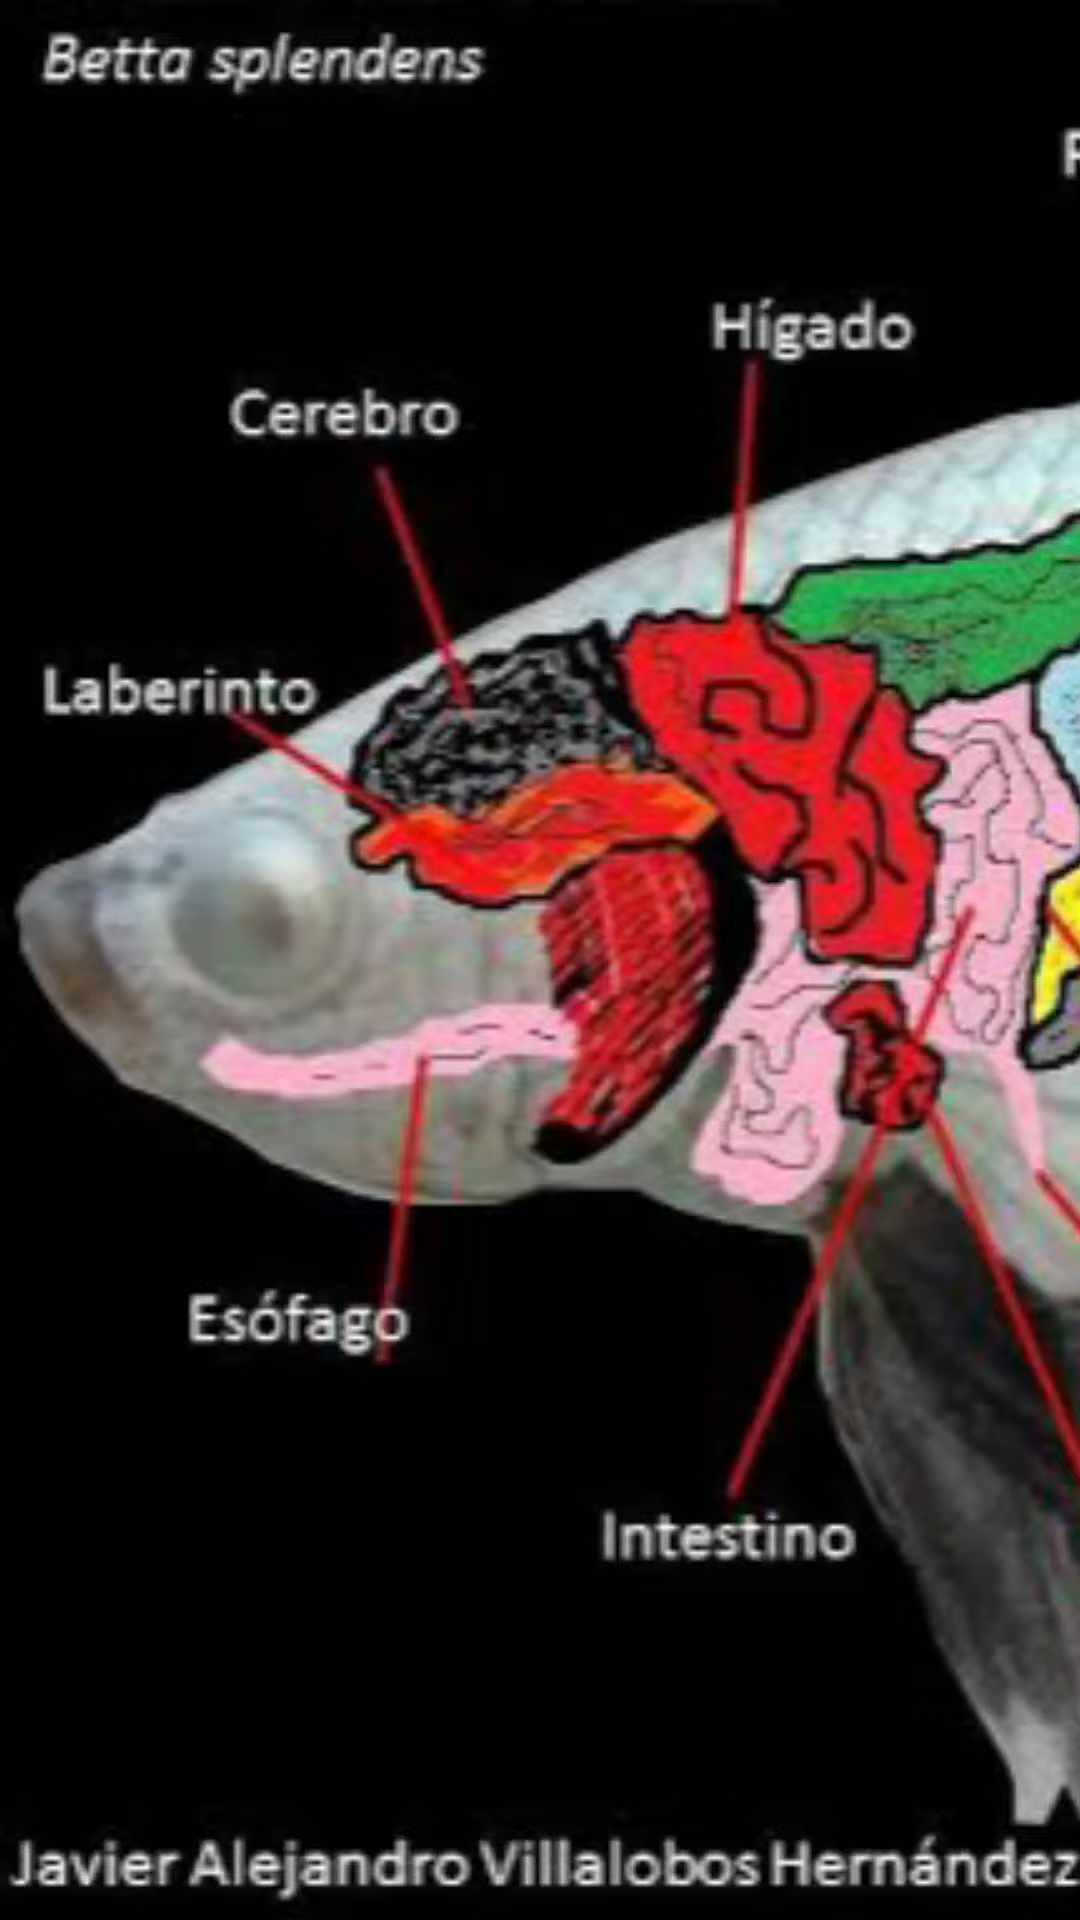 Betta splendens
Hígado
Cerebro
Laberinto
Esófago
Intestino
Javier Alejandro Villalobos Hernández